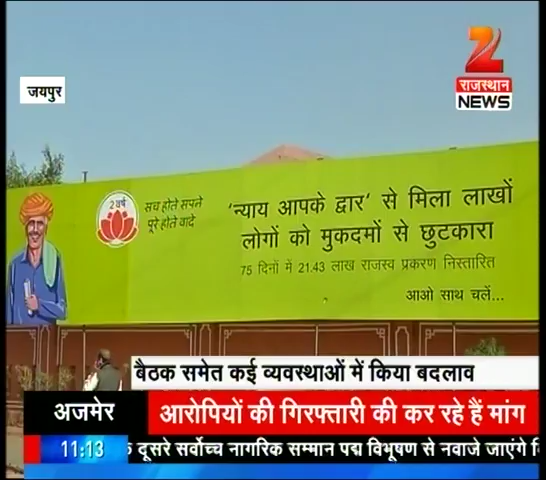 राजस्थान
NEWS
जयपुर
2 वर्ष
सच होते सपने
पूरे होते वादे
'न्याय आपके द्वार' से मिला लाखों
लोगों को मुकदमों से छुटकारा
75 दिनों में 21.43 लाख राजस्व प्रकरण निस्तारित
आओ साथ चलें...
बैठक समेत कई व्यवस्थाओं में किया बदलाव
अजमेर
आरोपियों की गिरफ्तारी की कर रहे हैं मांग
11:13
दूसरे सर्वोच्च नागरिक सम्मान पद्म विभूषण से नवाजे जाएंगे